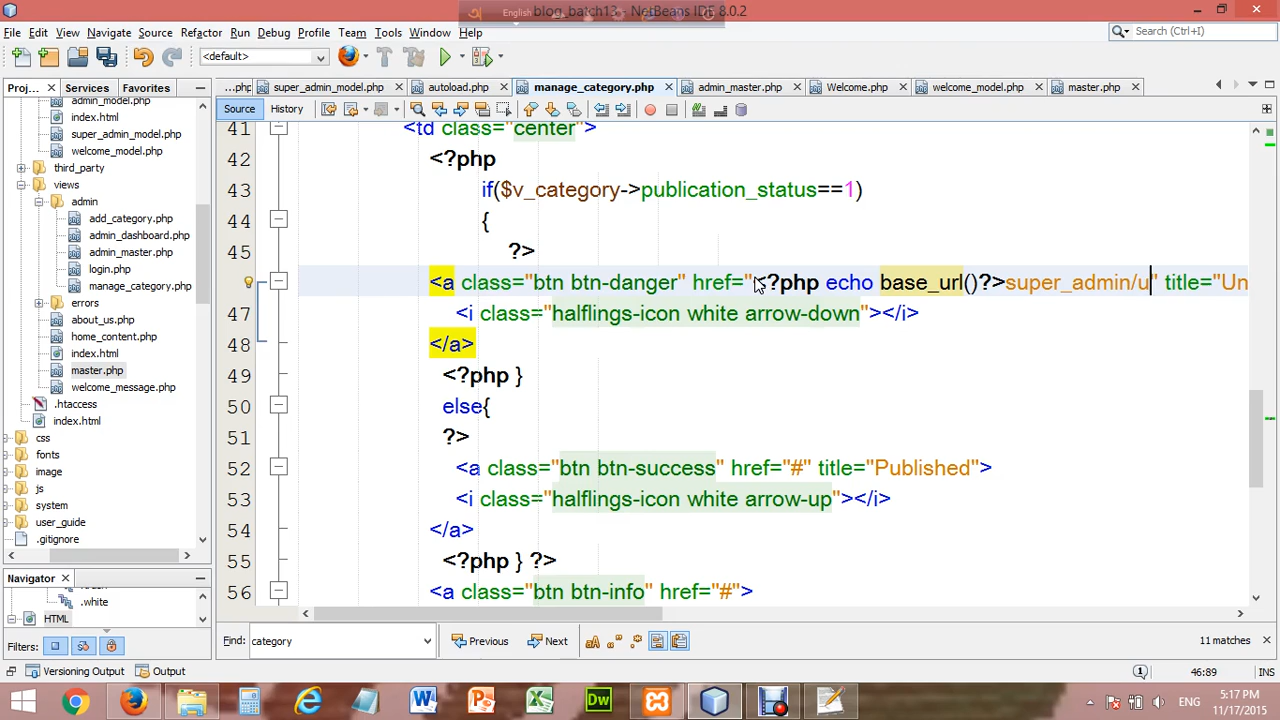 blog_batch13 - NetBeans IDE 8.0.2
English
File Edit View Navigate Source Refactor Run Debug Profile Team Tools Window Help
Search (Ctrl+I)
<default>
Proj... Services Favorites
...php super_admin_model.php autoload.php manage_category.php admin_master.php Welcome.php welcome_model.php master.php
Source History
admin_model.php
index.html
super_admin_model.php
welcome_model.php
third_party
views
admin
add_category.php
admin_dashboard.php
admin_master.php
login.php
manage_category.php
errors
about_us.php
home_content.php
index.html
master.php
welcome_message.php
.htaccess
index.html
css
fonts
image
js
system
user_guide
.gitignore
41 <td class="center">
42 <?php
43 if($v_category->publication_status==1)
44 {
45 ?>
<a class="btn btn-danger" href="<?php echo base_url()?>super_admin/u" title="Un
47 <i class="halflings-icon white arrow-down"></i>
48 </a>
49 <?php }
50 else{
51 ?>
52 <a class="btn btn-success" href="#" title="Published">
53 <i class="halflings-icon white arrow-up"></i>
54 </a>
55 <?php } ?>
56 <a class="btn btn-info" href="#">
Navigator
.white
HTML
Filters:
Find: category Previous Next 11 matches
Versioning Output Output
46:89 INS
ENG 5:17 PM
11/17/2015